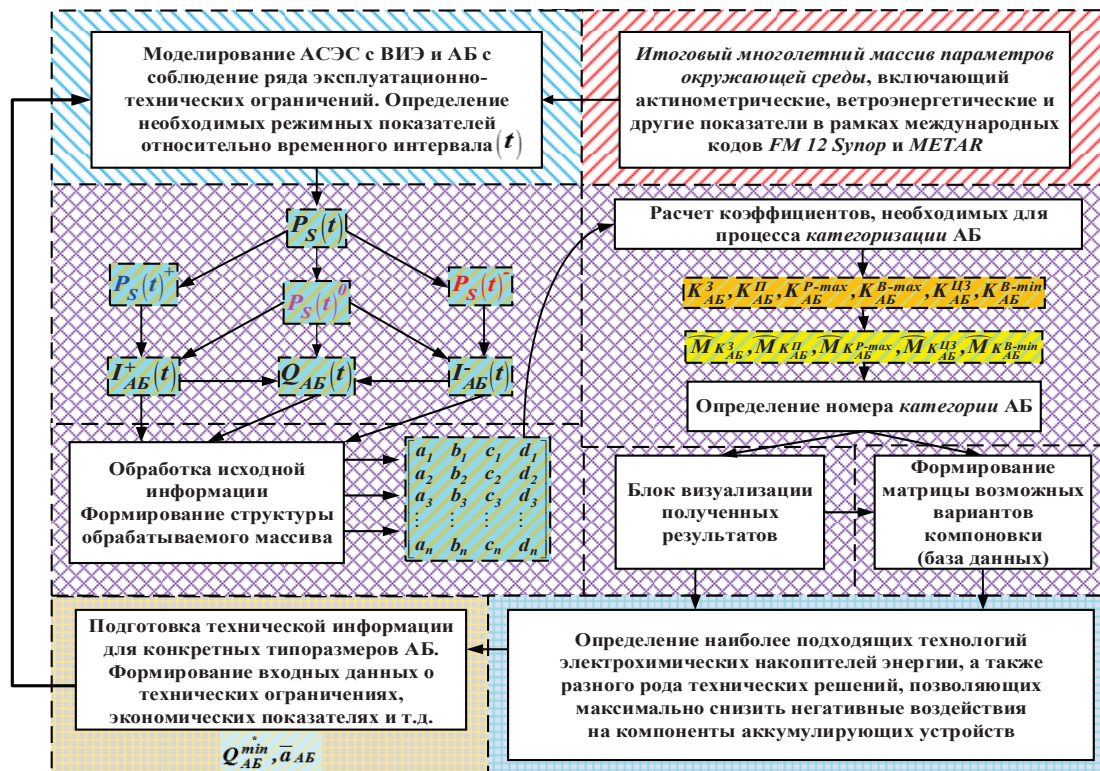 Моделирование АСЭС с ВИЭ и АБ с
соблюдение ряда эксплуатационно-
технических ограничений. Определение
необходимых режимных показателей
относительно временного интервала (t)
Итоговый многолетний массив параметров
окружающей среды, включающий
актинометрические, ветроэнергетические и
другие показатели в рамках международных
кодов FM 12 Synop и METAR
P_S(t)
P_S(t)^+
P_S(t)^0
P_S(t)^-
I^+_АБ(t)
Q_АБ(t)
I^-_АБ(t)
Расчет коэффициентов, необходимых для
процесса категоризации АБ
K^З_АБ, K^П_АБ, K^P-max_АБ, K^B-max_АБ, K^ЦЗ_АБ, K^B-min_АБ
M̂K^З_АБ, M̂K^П_АБ, M̂K^P-max_АБ, M̂K^ЦЗ_АБ, M̂K^B-min_АБ
Определение номера категории АБ
Обработка исходной
информации
Формирование структуры
обрабатываемого массива
a_1 b_1 c_1 d_1
a_2 b_2 c_2 d_2
a_3 b_3 c_3 d_3
⋮ ⋮ ⋮ ⋮
a_n b_n c_n d_n
Блок визуализации
полученных
результатов
Формирование
матрицы возможных
вариантов
компоновки
(база данных)
Подготовка технической информации
для конкретных типоразмеров АБ.
Формирование входных данных о
технических ограничениях,
экономических показателях и т.д.
Q^min*_АБ, a̅_АБ
Определение наиболее подходящих технологий
электрохимических накопителей энергии, а также
разного рода технических решений, позволяющих
максимально снизить негативные воздействия
на компоненты аккумулирующих устройств